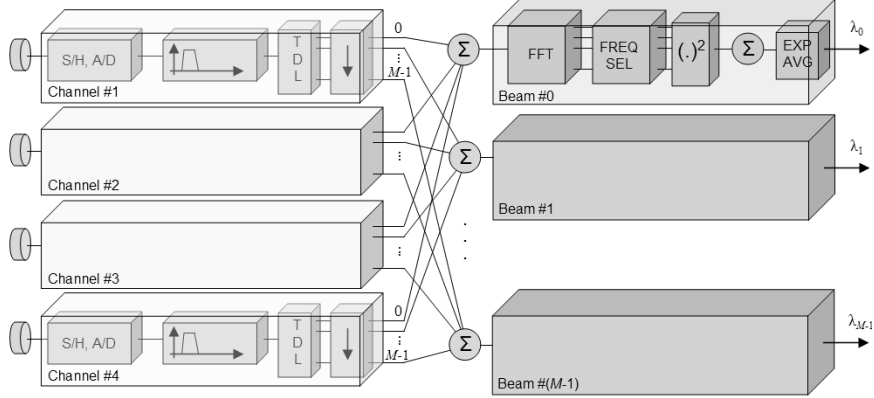 S/H, A/D
T
D
L
0
⋮
M-1
Channel #1
Σ
FFT
FREQ
SEL
(.)²
Σ
EXP
AVG
λ0
Beam #0
Channel #2
⋮
Σ
Beam #1
λ1
Channel #3
⋮
S/H, A/D
T
D
L
0
⋮
M-1
Channel #4
Σ
Beam #(M-1)
λM-1